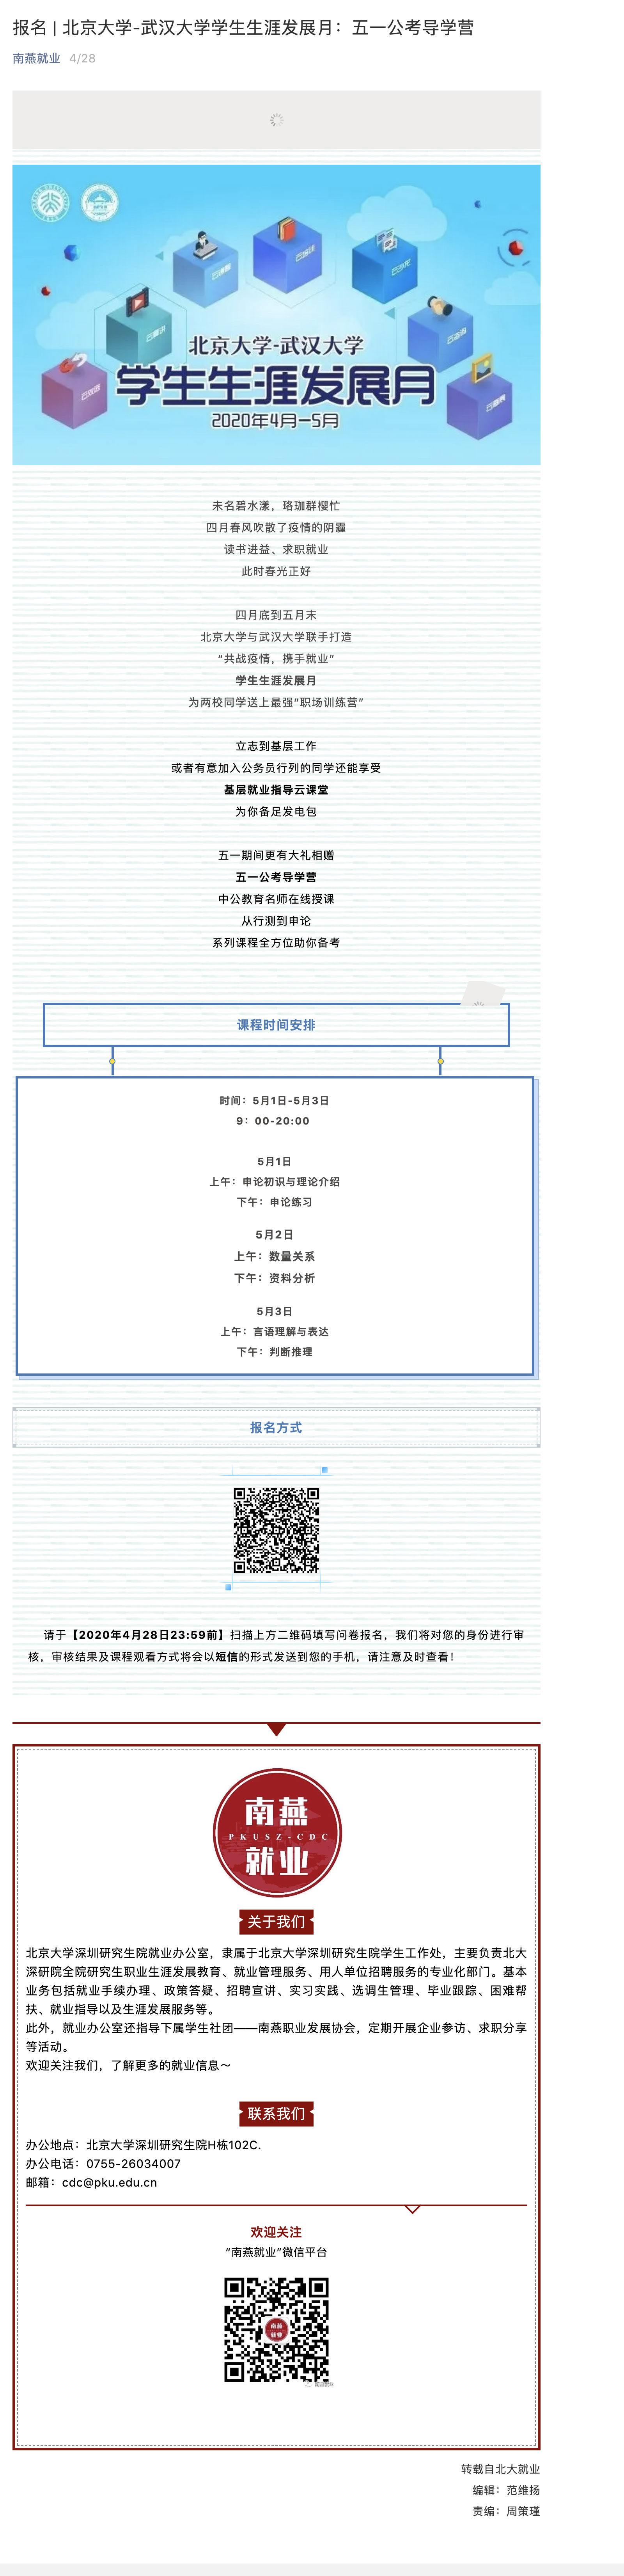 报名 | 北京大学-武汉大学学生生涯发展月：五一公考导学营
南燕就业 4/28
北京大学-武汉大学
学生生涯发展月
2020年4月-5月
未名碧水漾，珞珈群樱忙
四月春风吹散了疫情的阴霾
读书进益、求职就业
此时春光正好
四月底到五月末
北京大学与武汉大学联手打造
“共战疫情，携手就业”
学生生涯发展月
为两校同学送上最强“职场训练营”
立志到基层工作
或者有意加入公务员行列的同学还能享受
基层就业指导云课堂
为你备足发电包
五一期间更有大礼相赠
五一公考导学营
中公教育名师在线授课
从行测到申论
系列课程全方位助你备考
课程时间安排
时间：5月1日-5月3日
9：00-20:00
5月1日
上午：申论初识与理论介绍
下午：申论练习
5月2日
上午：数量关系
下午：资料分析
5月3日
上午：言语理解与表达
下午：判断推理
报名方式
请于【2020年4月28日23:59前】扫描上方二维码填写问卷报名，我们将对您的身份进行审
核，审核结果及课程观看方式将会以短信的形式发送到您的手机，请注意及时查看！
南燕
PKUSZ-CDC
就业
关于我们
北京大学深圳研究生院就业办公室，隶属于北京大学深圳研究生院学生工作处，主要负责北大
深研院全院研究生职业生涯发展教育、就业管理服务、用人单位招聘服务的专业化部门。基本
业务包括就业手续办理、政策答疑、招聘宣讲、实习实践、选调生管理、毕业跟踪、困难帮
扶、就业指导以及生涯发展服务等。
此外，就业办公室还指导下属学生社团——南燕职业发展协会，定期开展企业参访、求职分享
等活动。
欢迎关注我们，了解更多的就业信息～
联系我们
办公地点：北京大学深圳研究生院H栋102C.
办公电话：0755-26034007
邮箱：cdc@pku.edu.cn
欢迎关注
“南燕就业”微信平台
南燕
就业
转载自北大就业
编辑：范维扬
责编：周策瑾